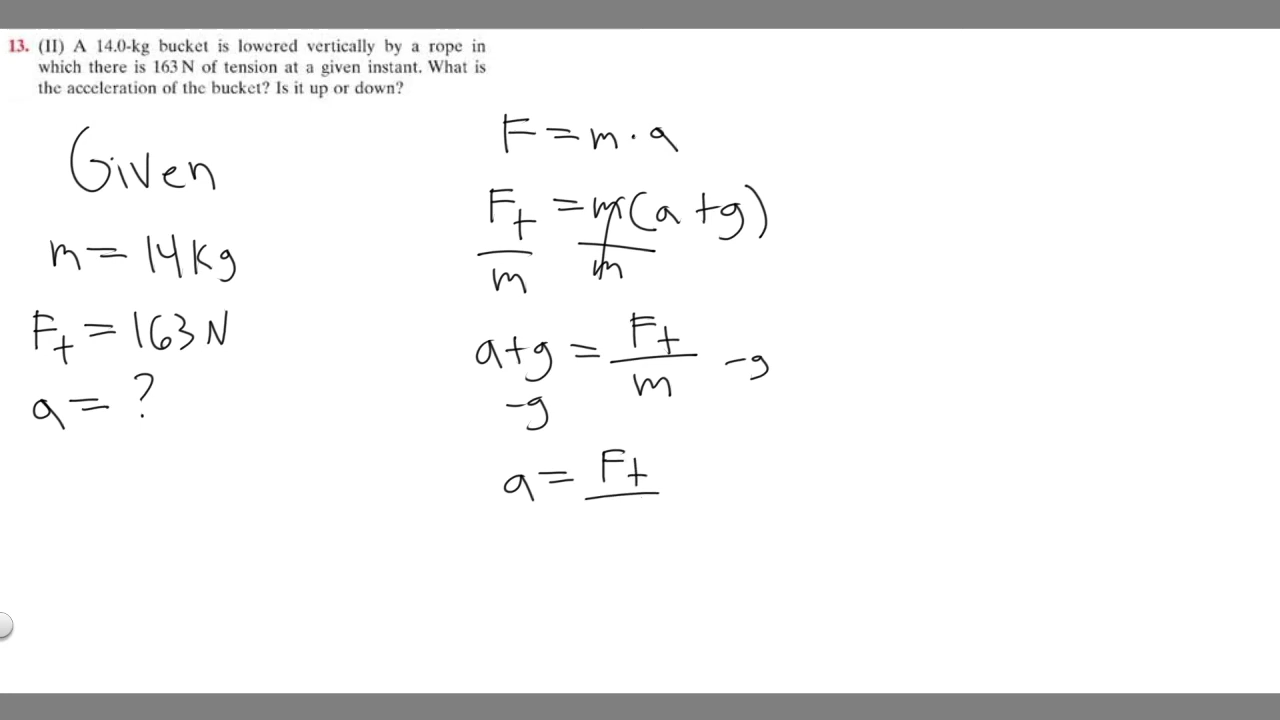 13. (II) A 14.0-kg bucket is lowered vertically by a rope in
which there is 163 N of tension at a given instant. What is
the acceleration of the bucket? Is it up or down?
Given
m = 14 kg
Ft = 163 N
a = ?
F = m · a
Ft = m(a + g)
m m
a + g = Ft - g
-g m
a = Ft